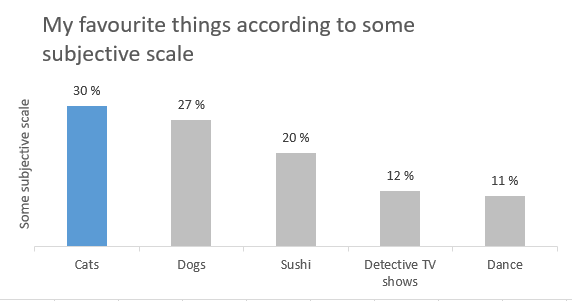 My favourite things according to some
subjective scale
Some subjective scale
30 %
27 %
20 %
12 %
11 %
Cats
Dogs
Sushi
Detective TV
shows
Dance